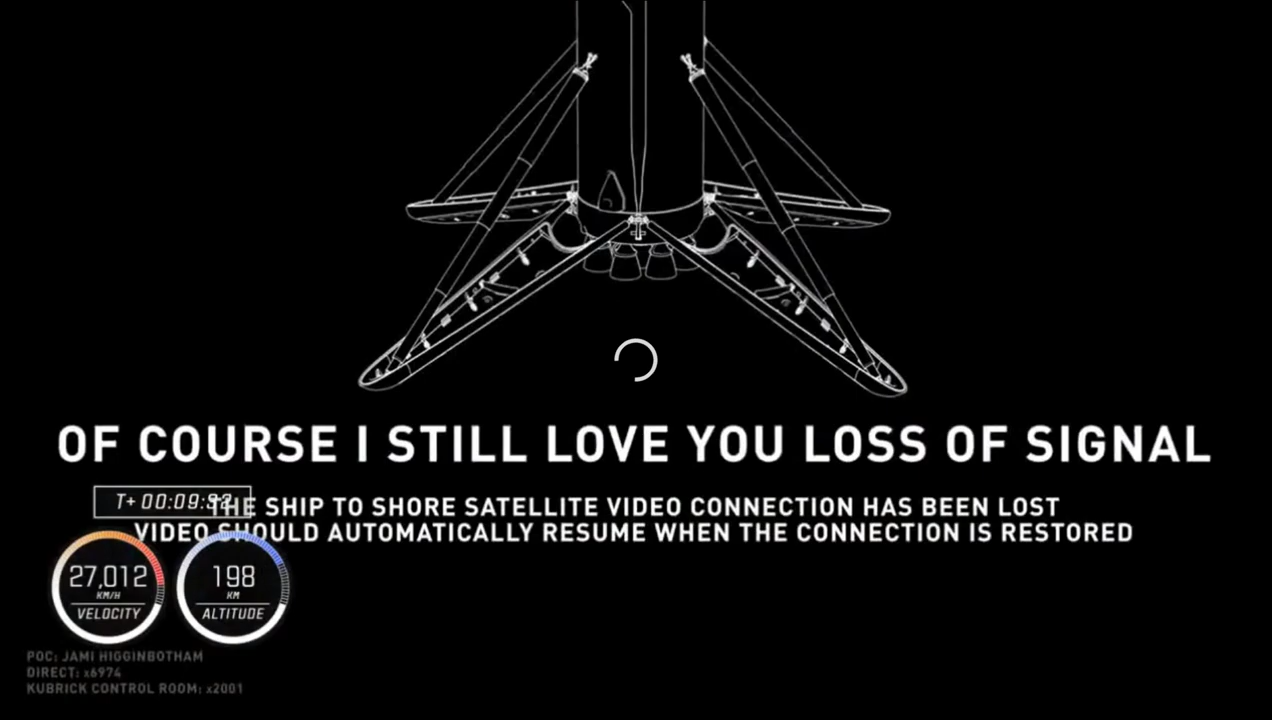 OF COURSE I STILL LOVE YOU LOSS OF SIGNAL
THE SHIP TO SHORE SATELLITE VIDEO CONNECTION HAS BEEN LOST
VIDEO SHOULD AUTOMATICALLY RESUME WHEN THE CONNECTION IS RESTORED
T+ 00:09:32
27,012
KM/H
VELOCITY
198
KM
ALTITUDE
POC: JAMI HIGGINBOTHAM
DIRECT: x6974
KUBRICK CONTROL ROOM: x2001